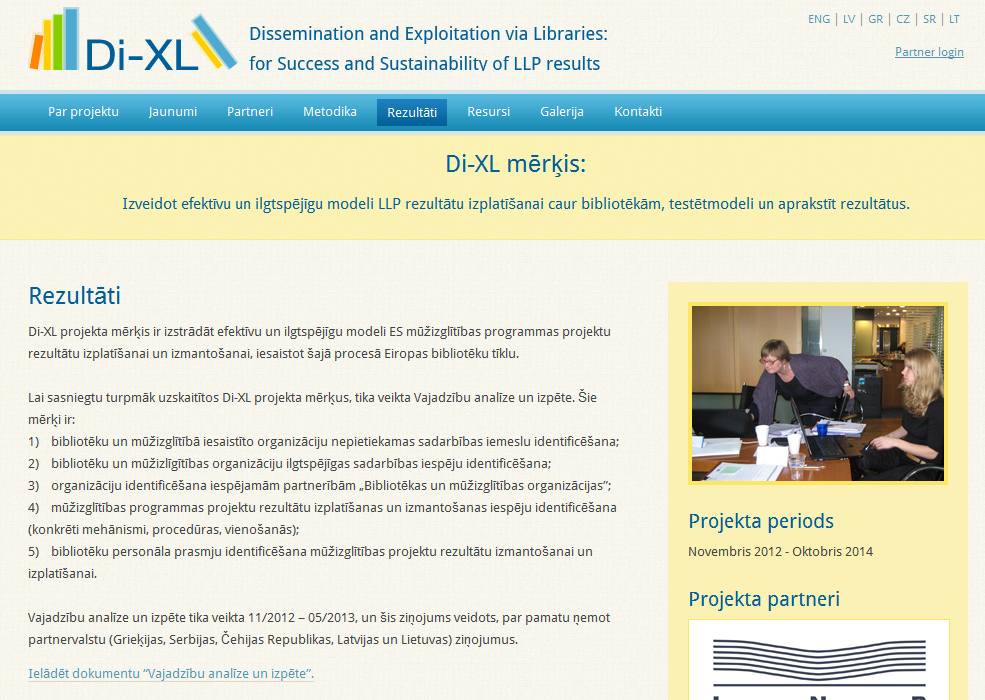 ENG | LV | GR | CZ | SR | LT
Di-XL
Dissemination and Exploitation via Libraries:
for Success and Sustainability of LLP results
Partner login
Par projektu Jaunumi Partneri Metodika Rezultāti Resursi Galerija Kontakti
Di-XL mērķis:
Izveidot efektīvu un ilgtspējīgu modeli LLP rezultātu izplatīšanai caur bibliotēkām, testētmodeli un aprakstīt rezultātus.
Rezultāti
Di-XL projekta mērķis ir izstrādāt efektīvu un ilgtspējīgu modeli ES mūžizglītības programmas projektu
rezultātu izplatīšanai un izmantošanai, iesaistot šajā procesā Eiropas bibliotēku tīklu.
Lai sasniegtu turpmāk uzskaitītos Di-XL projekta mērķus, tika veikta Vajadzību analīze un izpēte. Šie
mērķi ir:
1) bibliotēku un mūžizglītībā iesaistīto organizāciju nepietiekamas sadarbības iemeslu identificēšana;
2) bibliotēku un mūžizlīgītības organizāciju ilgtspējīgas sadarbības iespēju identificēšana;
3) organizāciju identificēšana iespējamām partnerībām „Bibliotēkas un mūžizglītības organizācijas”;
4) mūžizglītības programmas projektu rezultātu izplatīšanas un izmantošanas iespēju identificēšana
(konkrēti mehānismi, procedūras, vienošanās);
5) bibliotēku personāla prasmju identificēšana mūžizglītības projektu rezultātu izmantošanai un
izplatīšanai.
Vajadzību analīze un izpēte tika veikta 11/2012 – 05/2013, un šis ziņojums veidots, par pamatu ņemot
partnervalstu (Grieķijas, Serbijas, Čehijas Republikas, Latvijas un Lietuvas) ziņojumus.
Ielādēt dokumentu “Vajadzību analīze un izpēte”.
Projekta periods
Novembris 2012 - Oktobris 2014
Projekta partneri